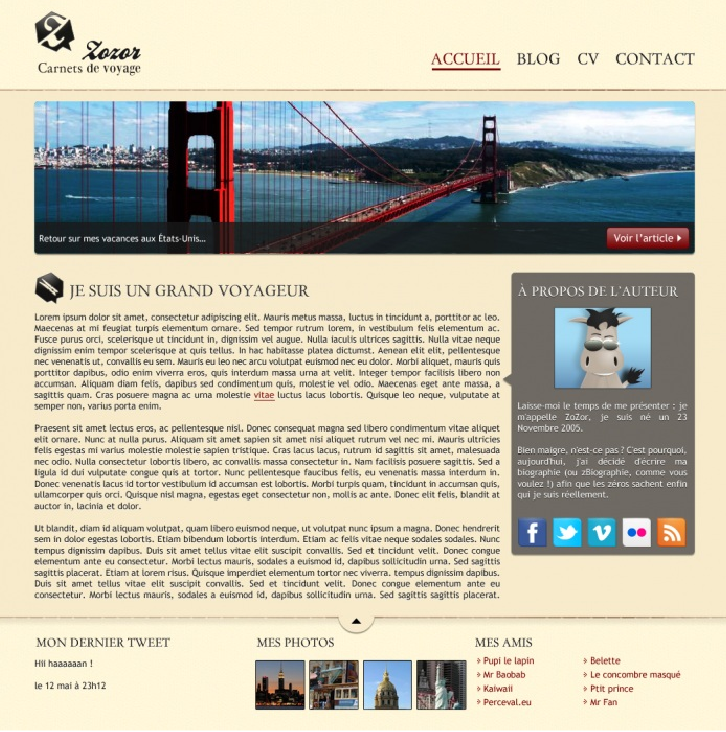 Zozor
Carnets de voyage
ACCUEIL BLOG CV CONTACT
Retour sur mes vacances aux États-Unis...
Voir l'article
JE SUIS UN GRAND VOYAGEUR
Lorem ipsum dolor sit amet, consectetur adipiscing elit. Mauris metus massa, luctus in tincidunt a, porttitor ac leo.
Maecenas at mi feugiat turpis elementum ornare. Sed tempor rutrum lorem, in vestibulum felis elementum ac.
Fusce purus orci, scelerisque ut tincidunt in, dignissim vel augue. Nulla iaculis ultrices sagittis. Nulla vitae neque
dignissim enim tempor scelerisque at quis tellus. In hac habitasse platea dictumst. Aenean elit elit, pellentesque
nec venenatis ut, convallis eu sem. Mauris eu leo nec arcu volutpat euismod nec eu dolor. Morbi aliquet, mauris quis
porttitor dapibus, odio enim viverra eros, quis interdum massa urna at velit. Integer tempor facilisis libero non
accumsan. Aliquam diam felis, dapibus sed condimentum quis, molestie vel odio. Maecenas eget ante massa, a
sagittis quam. Cras posuere magna ac urna molestie vitae luctus lacus lobortis. Quisque leo neque, vulputate at
semper non, varius porta enim.
Praesent sit amet lectus eros, ac pellentesque nisl. Donec consequat magna sed libero condimentum vitae aliquet
elit ornare. Nunc at nulla purus. Aliquam sit amet sapien sit amet nisi aliquet rutrum vel nec mi. Mauris ultricies
felis egestas mi varius molestie molestie sapien tristique. Cras lacus lacus, rutrum id sagittis sit amet, malesuada
nec odio. Nulla consectetur lobortis libero, ac convallis massa consectetur in. Nam facilisis posuere sagittis. Sed a
ligula id dui vulputate congue quis at turpis. Nunc pellentesque faucibus felis, eu venenatis massa interdum in.
Donec venenatis lacus id tortor vestibulum id accumsan est lobortis. Morbi turpis quam, tincidunt in accumsan quis,
ullamcorper quis orci. Quisque nisl magna, egestas eget consectetur non, mollis ac ante. Donec elit felis, blandit at
auctor in, lacinia et dolor.
Ut blandit, diam id aliquam volutpat, quam libero euismod neque, ut volutpat nunc ipsum a magna. Donec hendrerit
sem in dolor egestas lobortis. Etiam bibendum lobortis interdum. Etiam ac felis vitae neque sodales sodales. Nunc
tempus dignissim dapibus. Duis sit amet tellus vitae elit suscipit convallis. Sed et tincidunt velit. Donec congue
elementum ante eu consectetur. Morbi lectus mauris, sodales a euismod id, dapibus sollicitudin urna. Sed sagittis
sagittis placerat. Etiam at lorem risus. Quisque imperdiet elementum tortor nec viverra. tempus dignissim dapibus.
Duis sit amet tellus vitae elit suscipit convallis. Sed et tincidunt velit. Donec congue elementum ante eu
consectetur. Morbi lectus mauris, sodales a euismod id, dapibus sollicitudin urna. Sed sagittis sagittis placerat.
À PROPOS DE L'AUTEUR
Laisse-moi le temps de me présenter : je
m'appelle ZoZor, je suis né un 23
Novembre 2005.
Bien maigre, n'est-ce pas ? C'est pourquoi,
aujourd'hui, j'ai décidé d'écrire ma
biographie (ou zBiographie, comme vous
voulez !) afin que les zéros sachent enfin
qui je suis réellement.
MON DERNIER TWEET
Hii haaaaaan !
le 12 mai à 23h12
MES PHOTOS
MES AMIS
Pupi le lapin
Mr Baobab
Kaiwaii
Perceval.eu
Belette
Le concombre masqué
Ptit prince
Mr Fan